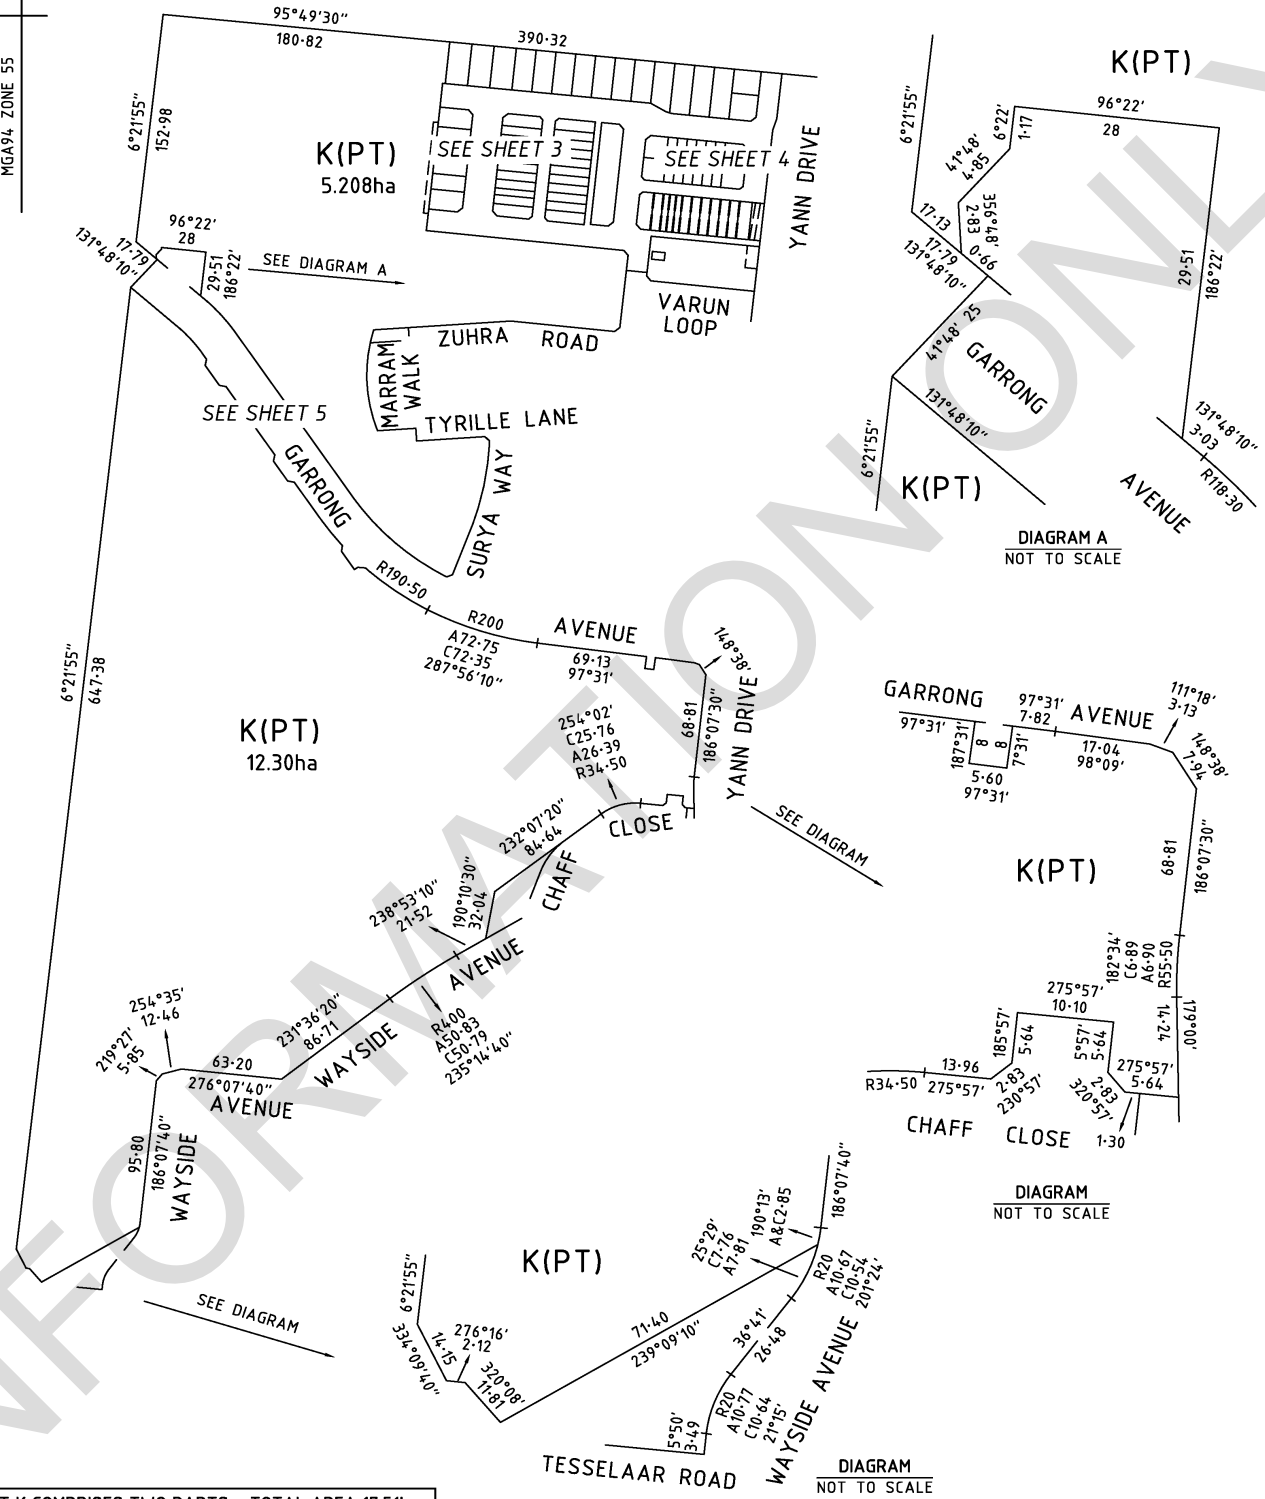 MGA94 ZONE 55
95°49'30"
180·82
390·32
6°21'55"
152·98
K(PT)
5.208ha
SEE SHEET 3
SEE SHEET 4
YANN DRIVE
96°22'
28
17·79
131°48'10"
29·51
186°22'
SEE DIAGRAM A
VARUN
LOOP
ZUHRA ROAD
MARRAM
WALK
TYRILLE LANE
SURYA WAY
SEE SHEET 5
GARRONG
R190·50
R200
A72·75
C72·35
287°56'10"
AVENUE
69·13
97°31'
148°38'
68·81
186°07'30"
YANN DRIVE
6°21'55"
647·38
K(PT)
12.30ha
254°02'
C25·76
A26·39
R34·50
232°07'20"
84·64
CLOSE
CHAFF
190°10'30"
32·04
238°53'10"
21·52
AVENUE
WAYSIDE
R400
A50·83
C50·79
235°14'40"
231°36'20"
86·71
254°35'
12·46
219°27'
5·85
63·20
276°07'40"
AVENUE
95·80
186°07'40"
WAYSIDE
SEE DIAGRAM
SEE DIAGRAM
K(PT)
6°21'55"
6°22'
1·17
96°22'
28
41°48'
4·85
356°48'
2·83
0·66
17·13
17·79
131°48'10"
29·51
186°22'
41°48' 25
GARRONG
131°48'10"
6°21'55"
K(PT)
131°48'10"
3·03
R118·30
AVENUE
DIAGRAM A
NOT TO SCALE
GARRONG
97°31'
97°31'
7·82
AVENUE
111°18'
3·13
187°31'
8
8
7°31'
5·60
97°31'
17·04
98°09'
148°38'
7·94
K(PT)
68·81
186°07'30"
182°34'
C6·89
A6·90
R55·50
275°57'
10·10
14·24
179°00'
185°57'
5·64
5°57'
5·64
275°57'
5·64
13·96
R34·50
275°57'
2·83
230°57'
2·83
320°57'
1·30
CHAFF CLOSE
DIAGRAM
NOT TO SCALE
K(PT)
6°21'55"
334°09'40"
14·15
276°16'
2·12
320°08'
11·81
71·40
239°09'10"
25°29'
C7·76
A7·81
190°13'
A&C2·85
186°07'40"
R20
A10·67
C10·54
201°24'
36°41'
26·48
R20
A10·77
C10·64
21°15'
5°50'
3·49
WAYSIDE AVENUE
TESSELAAR ROAD
DIAGRAM
NOT TO SCALE